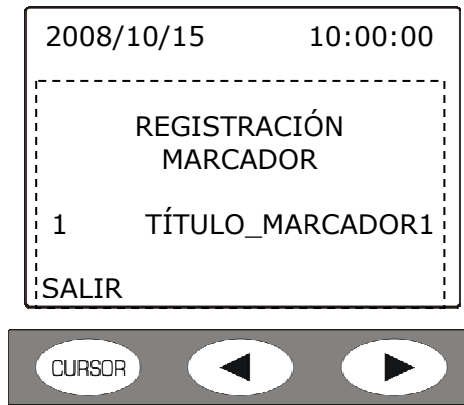 2008/10/15 10:00:00
REGISTRACIÓN
MARCADOR
1 TÍTULO_MARCADOR1
SALIR
CURSOR